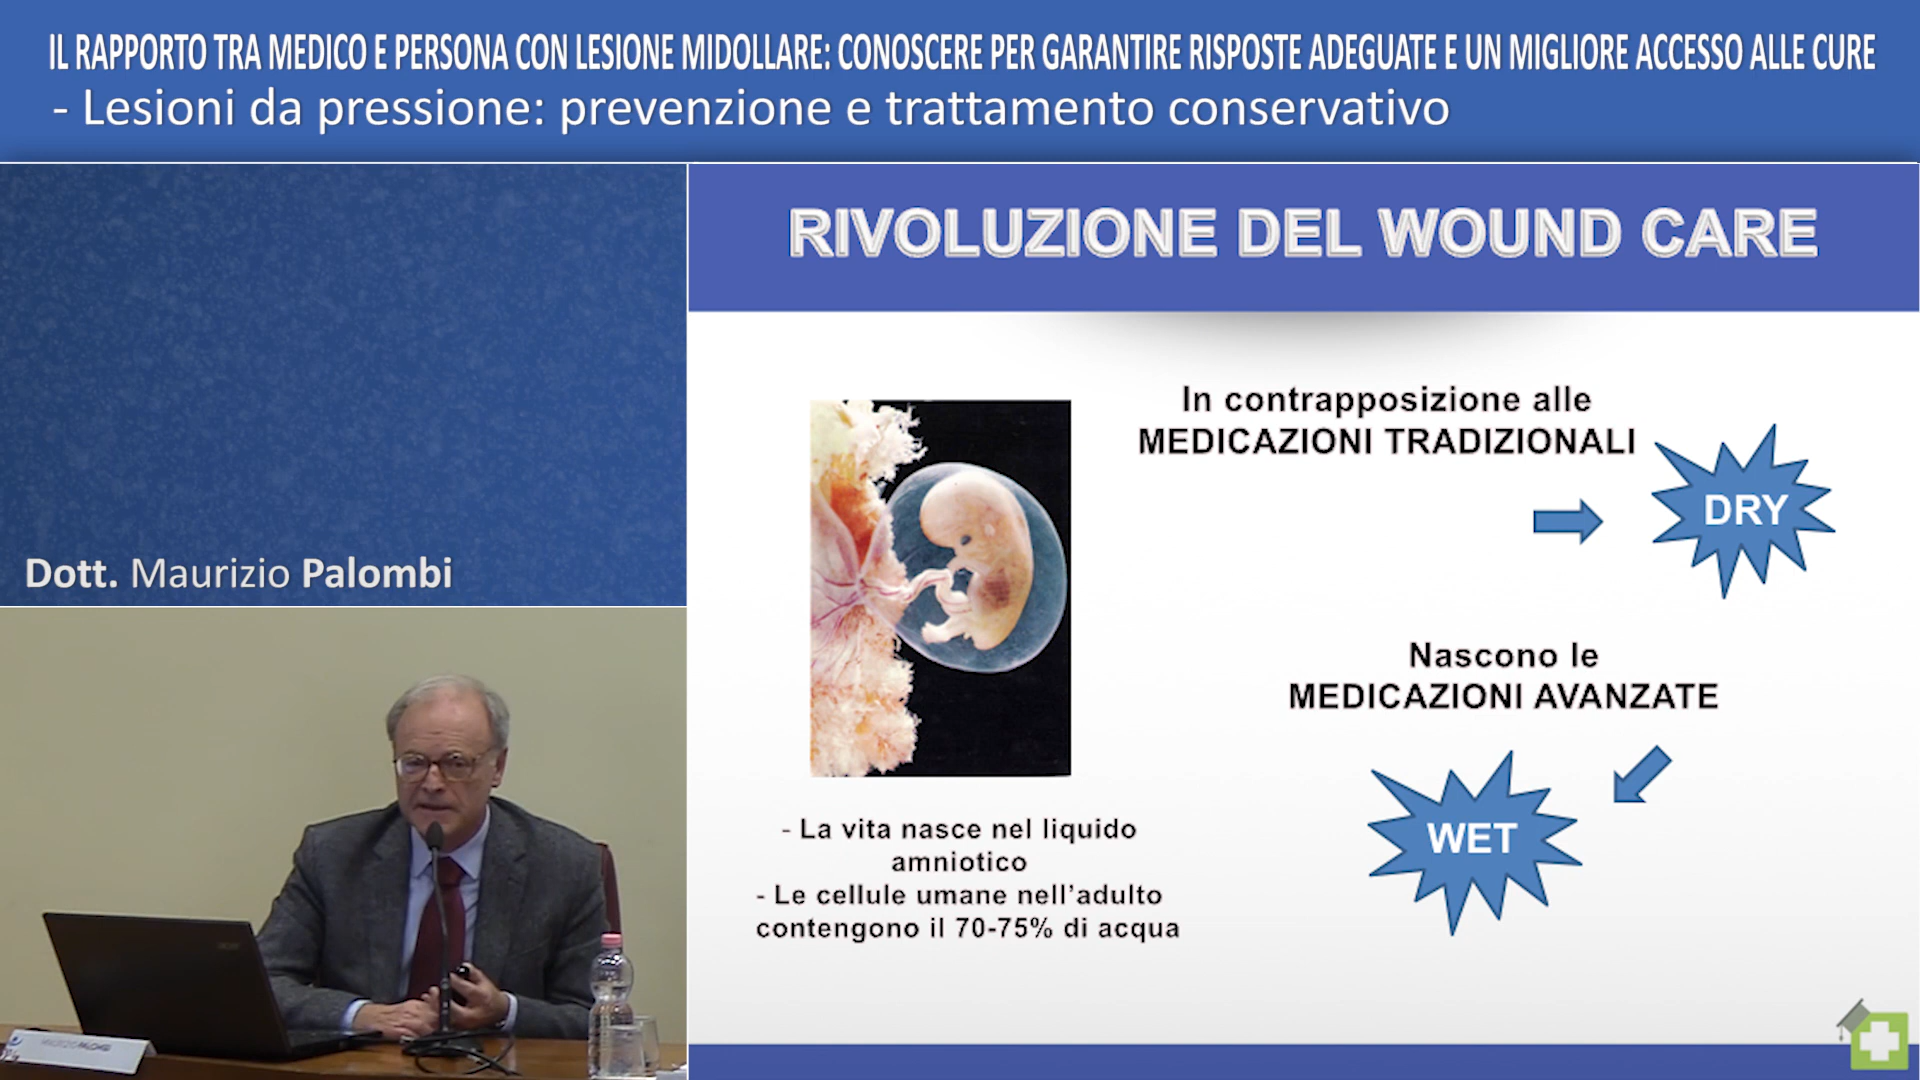 IL RAPPORTO TRA MEDICO E PERSONA CON LESIONE MIDOLLARE: CONOSCERE PER GARANTIRE RISPOSTE ADEGUATE E UN MIGLIORE ACCESSO ALLE CURE
- Lesioni da pressione: prevenzione e trattamento conservativo
Dott. Maurizio Palombi
RIVOLUZIONE DEL WOUND CARE
In contrapposizione alle
MEDICAZIONI TRADIZIONALI
DRY
Nascono le
MEDICAZIONI AVANZATE
WET
- La vita nasce nel liquido
amniotico
- Le cellule umane nell'adulto
contengono il 70-75% di acqua
MAURIZIO PALOMBI